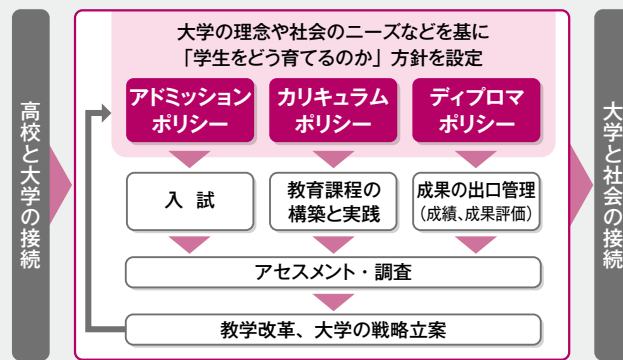 大学の理念や社会のニーズなどを基に
「学生をどう育てるのか」方針を設定
高校と大学の接続
アドミッション
ポリシー
カリキュラム
ポリシー
ディプロマ
ポリシー
入 試
教育課程の
構築と実践
成果の出口管理
(成績、成果評価)
アセスメント・調査
教学改革、大学の戦略立案
大学と社会の接続